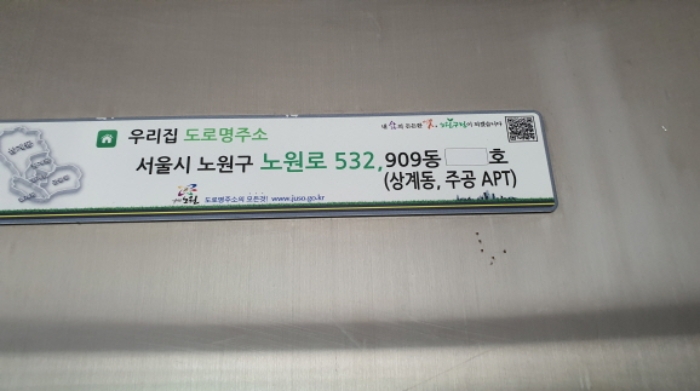 우리집 도로명주소
서울시 노원구 노원로 532, 909동 호
(상계동, 주공 APT)
노원 도로명주소의 모든것! www.juso.go.kr